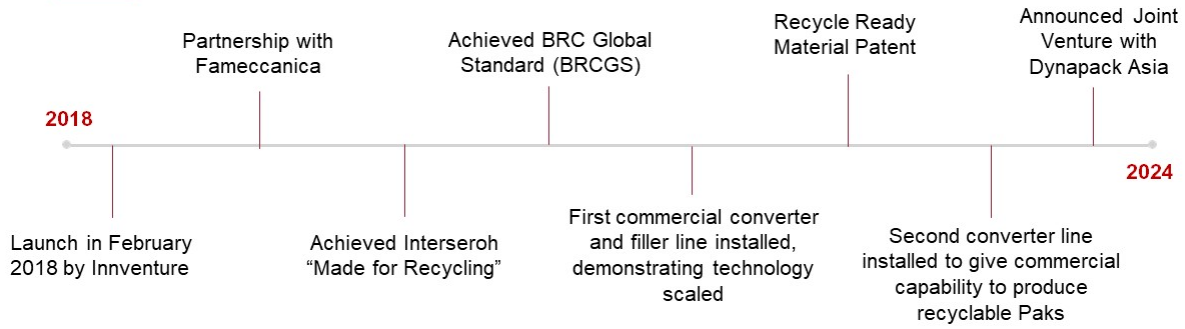 2018
Launch in February
2018 by Innventure
Partnership with
Fameccanica
Achieved Interseroh
“Made for Recycling”
Achieved BRC Global
Standard (BRCGS)
First commercial converter
and filler line installed,
demonstrating technology
scaled
Recycle Ready
Material Patent
Second converter line
installed to give commercial
capability to produce
recyclable Paks
Announced Joint
Venture with
Dynapack Asia
2024